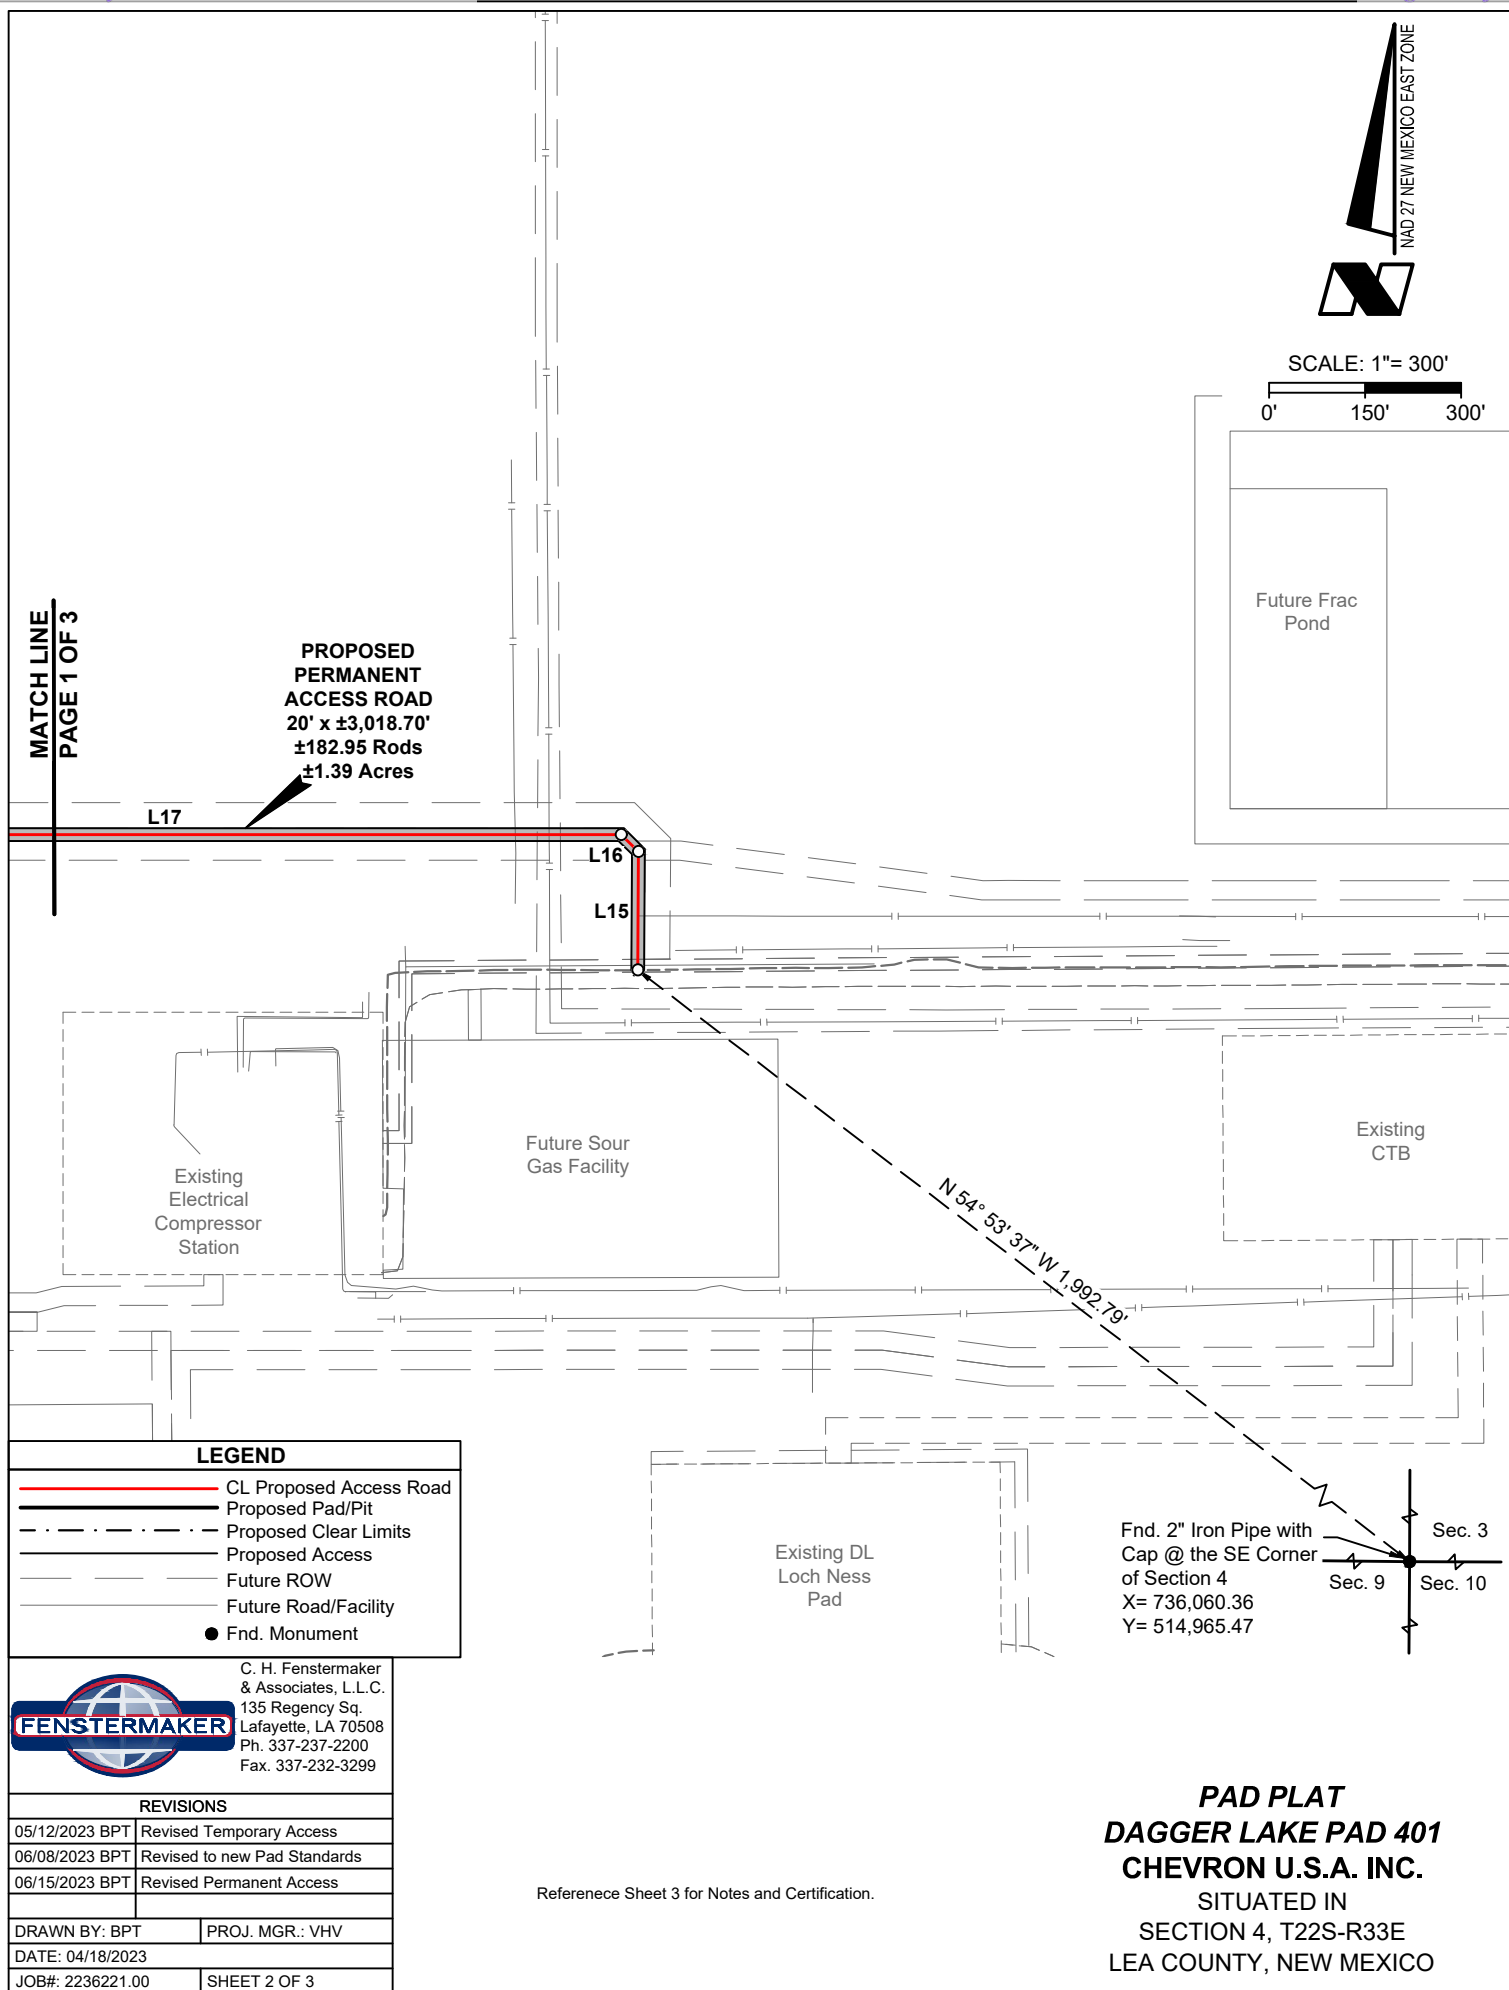 NAD 27 NEW MEXICO EAST ZONE
SCALE: 1"= 300'
0' 150' 300'
Future Frac
Pond
MATCH LINE
PAGE 1 OF 3
PROPOSED
PERMANENT
ACCESS ROAD
20' x ±3,018.70'
±182.95 Rods
±1.39 Acres
L17
L16
L15
Existing
Electrical
Compressor
Station
Future Sour
Gas Facility
Existing
CTB
N 54° 53' 37" W 1,992.79'
LEGEND
CL Proposed Access Road
Proposed Pad/Pit
Proposed Clear Limits
Proposed Access
Future ROW
Future Road/Facility
Fnd. Monument
Existing DL
Loch Ness
Pad
Fnd. 2" Iron Pipe with
Cap @ the SE Corner
of Section 4
X= 736,060.36
Y= 514,965.47
Sec. 3
Sec. 9
Sec. 10
FENSTERMAKER
C. H. Fenstermaker
& Associates, L.L.C.
135 Regency Sq.
Lafayette, LA 70508
Ph. 337-237-2200
Fax. 337-232-3299
REVISIONS
05/12/2023 BPT Revised Temporary Access
06/08/2023 BPT Revised to new Pad Standards
06/15/2023 BPT Revised Permanent Access
DRAWN BY: BPT PROJ. MGR.: VHV
DATE: 04/18/2023
JOB#: 2236221.00 SHEET 2 OF 3
Referenece Sheet 3 for Notes and Certification.
PAD PLAT
DAGGER LAKE PAD 401
CHEVRON U.S.A. INC.
SITUATED IN
SECTION 4, T22S-R33E
LEA COUNTY, NEW MEXICO